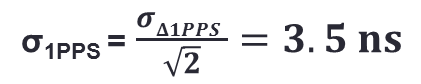 σ1PPS = σΔ1PPS/√2 = 3.5 ns